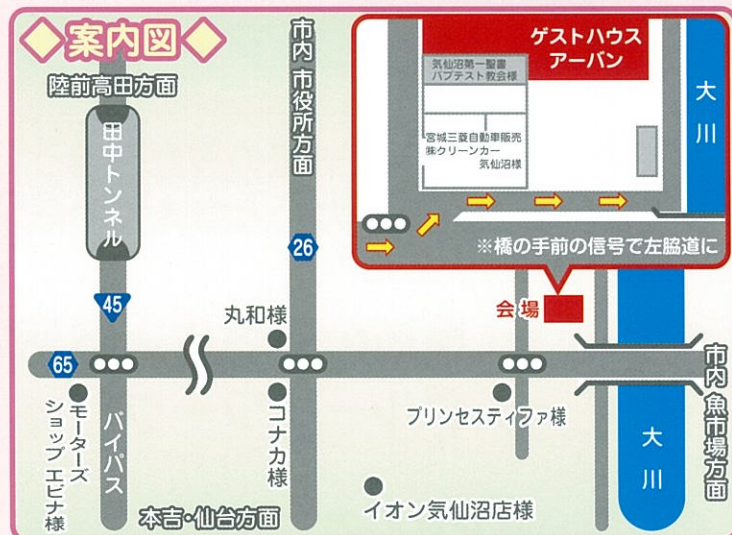 ◆案内図◆
陸前高田方面
田中トンネル
45
65
モーターズ
ショップ エビナ様
バイパス
本吉・仙台方面
市内 市役所方面
26
丸和様
コナカ様
イオン気仙沼店様
プリンセスティファ様
会場
大川
市内 魚市場方面
ゲストハウス
アーバン
気仙沼第一聖書
バプテスト教会様
宮城三菱自動車販売
㈱クリーンカー
気仙沼様
大川
※橋の手前の信号で左脇道に